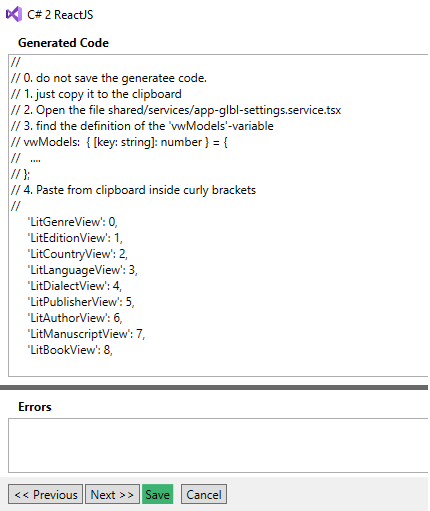 C# 2 ReactJS
Generated Code
//
// 0. do not save the generatee code.
// 1. just copy it to the clipboard
// 2. Open the file shared/services/app-glbl-settings.service.tsx
// 3. find the definition of the 'vwModels'-variable
// vwModels:  { [key: string]: number } = {
//   ....
// };
// 4. Paste from clipboard inside curly brackets
//
'LitGenreView': 0,
'LitEditionView': 1,
'LitCountryView': 2,
'LitLanguageView': 3,
'LitDialectView': 4,
'LitPublisherView': 5,
'LitAuthorView': 6,
'LitManuscriptView': 7,
'LitBookView': 8,
Errors
<< Previous Next >> Save Cancel